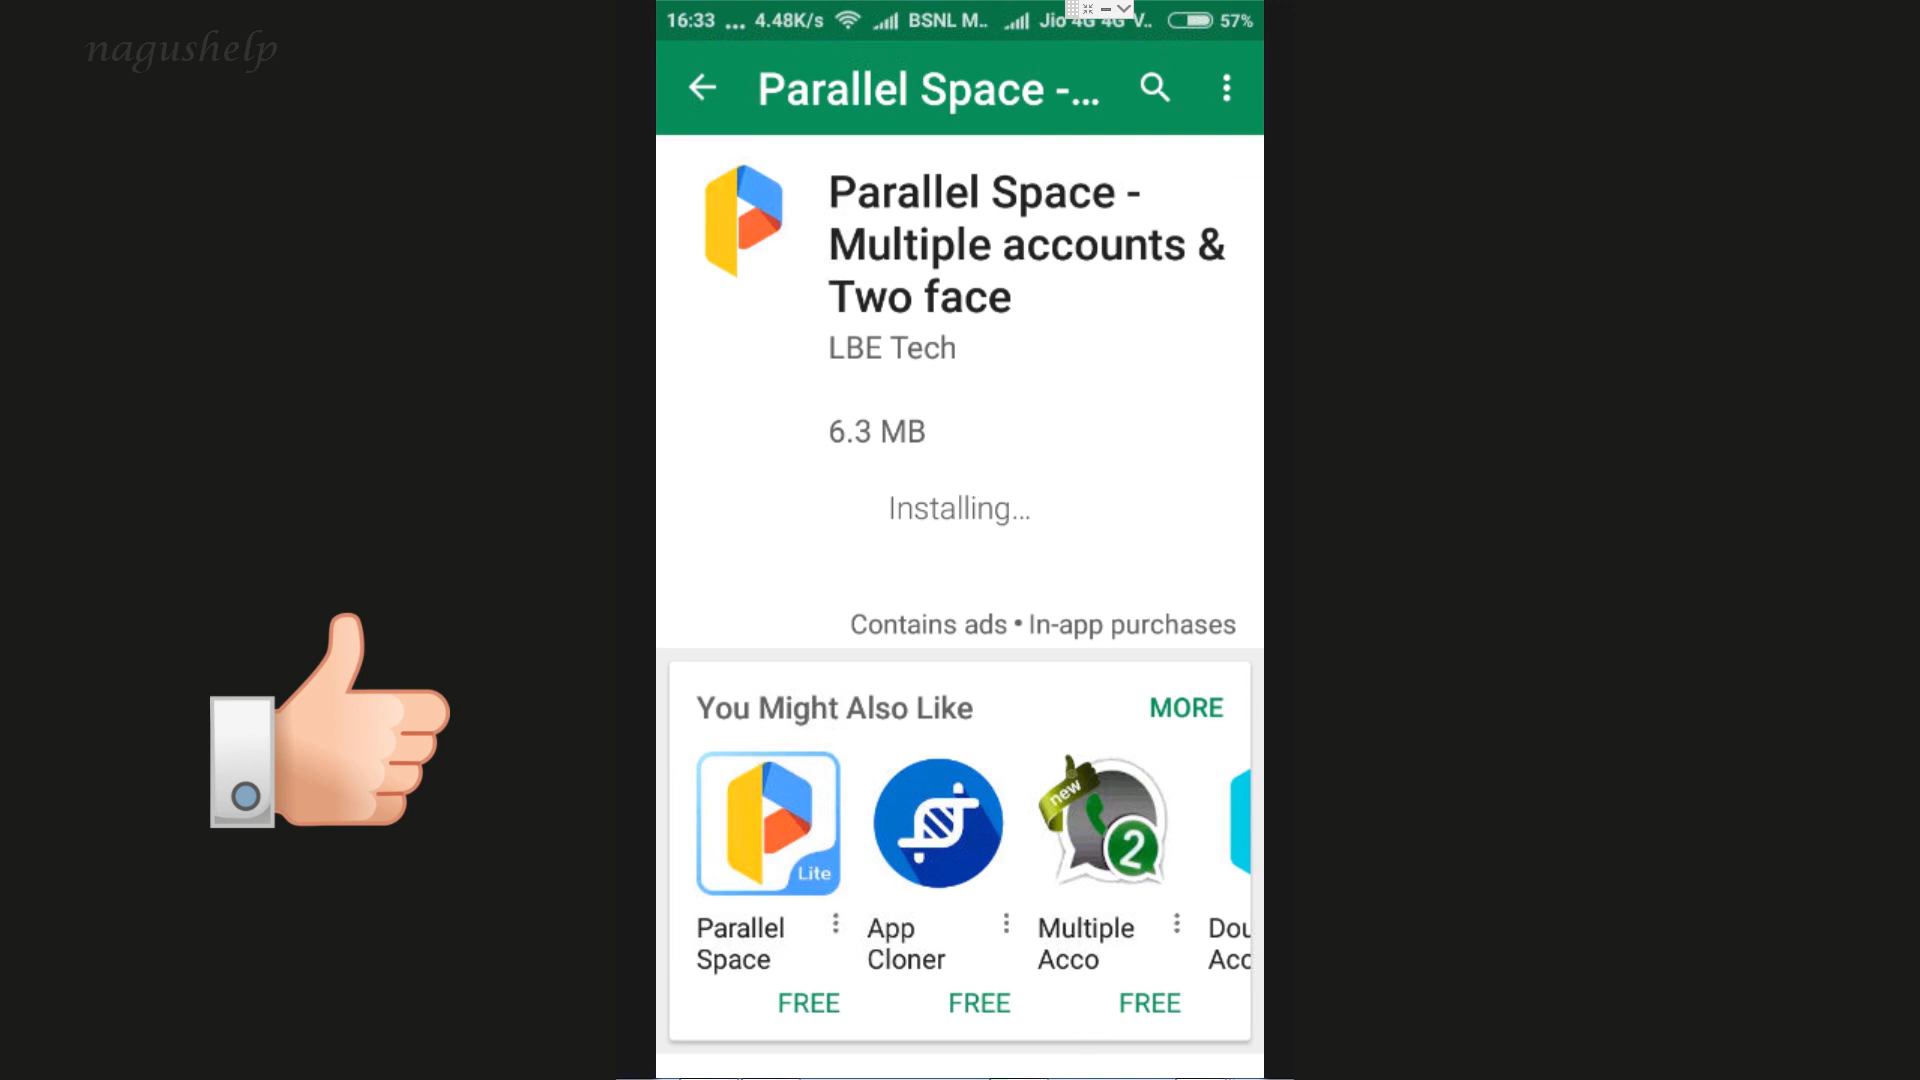 nagushelp
16:33 ... 4.48K/s BSNL M.. Jio 4G 4G V.. 57%
Parallel Space -...
Parallel Space -
Multiple accounts &
Two face
LBE Tech
6.3 MB
Installing...
Contains ads • In-app purchases
You Might Also Like MORE
Lite
new
2
Parallel
Space
FREE
App
Cloner
FREE
Multiple
Acco
FREE
Dou
Acc